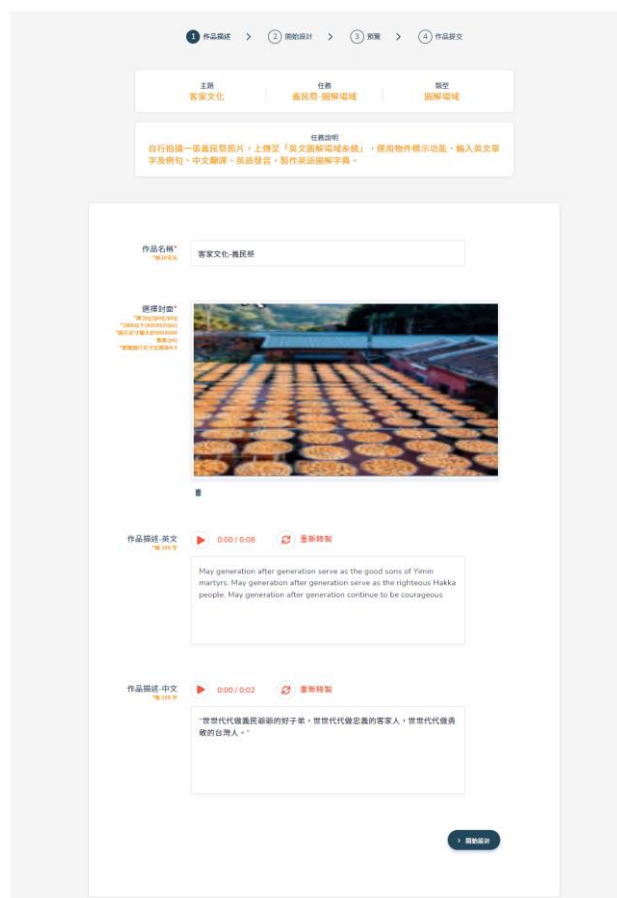 1 作品描述 > 2 開始設計 > 3 預覽 > 4 作品提交
主題 任務 類型
客家文化 義民祭-圖解場域 圖解場域
任務說明
自行拍攝一張義民祭照片,上傳至「英文圖解場域系統」,運用物件標示功能、輸入英文單
字及例句、中文翻譯、英語發音,製作英語圖解字典。
作品名稱*
客家文化-義民祭
選擇封面*
作品描述-英文
0:00 / 0:08 重新錄製
May generation after generation serve as the good sons of Yimin
martyrs. May generation after generation serve as the righteous Hakka
people. May generation after generation continue to be courageous
作品描述-中文
0:00 / 0:02 重新錄製
"世世代代做義民爺爺的好子弟,世世代代做忠義的客家人,世世代代做勇
敢的台灣人。"
> 開始設計